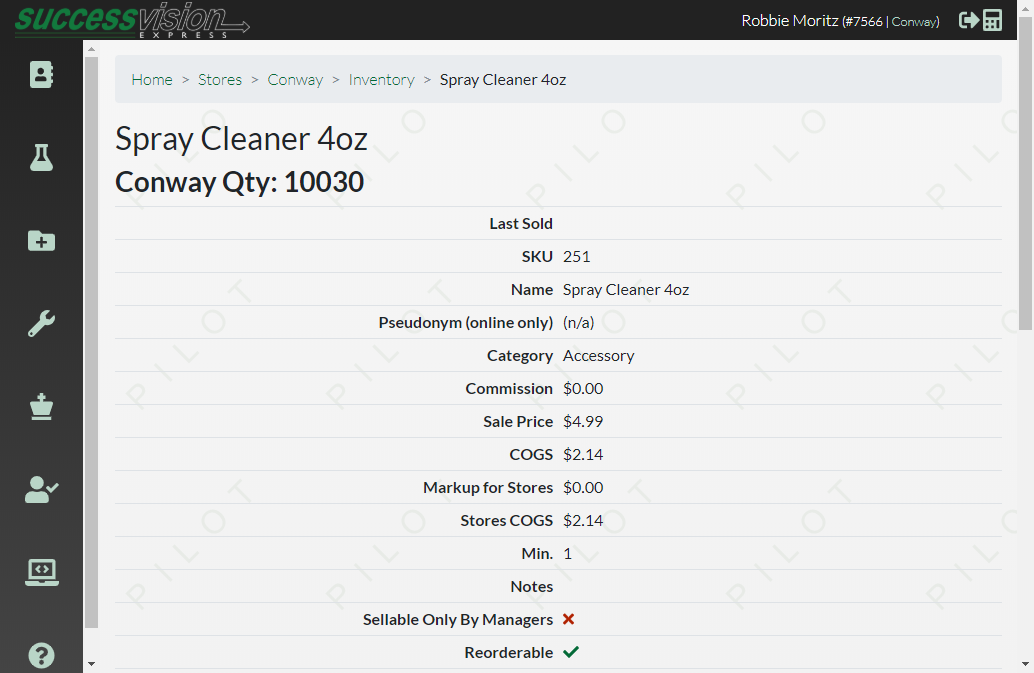 successvision
EXPRESS
Robbie Moritz (#7566 | Conway)
Home > Stores > Conway > Inventory > Spray Cleaner 4oz
Spray Cleaner 4oz
Conway Qty: 10030
Last Sold
SKU 251
Name Spray Cleaner 4oz
Pseudonym (online only) (n/a)
Category Accessory
Commission $0.00
Sale Price $4.99
COGS $2.14
Markup for Stores $0.00
Stores COGS $2.14
Min. 1
Notes
Sellable Only By Managers
Reorderable
PILOT